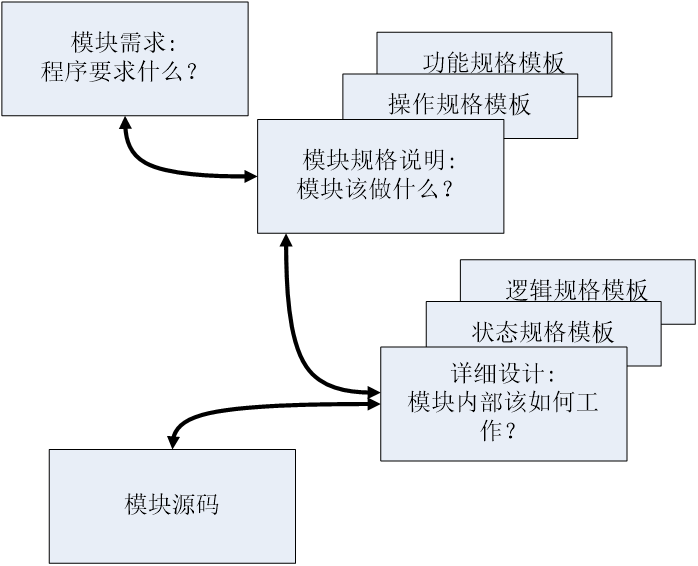 模块需求:
程序要求什么？
功能规格模板
操作规格模板
模块规格说明:
模块该做什么？
逻辑规格模板
状态规格模板
详细设计:
模块内部该如何工
作？
模块源码